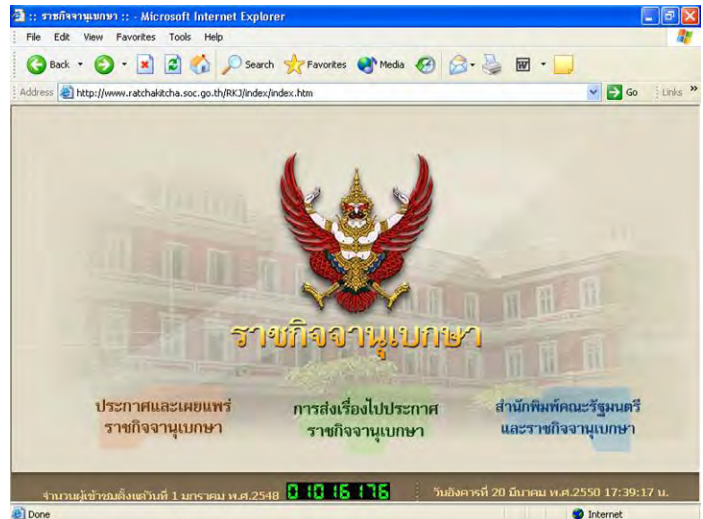 :: ราชกิจจานุเบกษา :: - Microsoft Internet Explorer
File Edit View Favorites Tools Help
Back Search Favorites Media
Address http://www.ratchakitcha.soc.go.th/RKJ/index/index.htm Go Links »
ราชกิจจานุเบกษา
ประกาศและเผยแพร่ การส่งเรื่องไปประกาศ สำนักพิมพ์คณะรัฐมนตรี
ราชกิจจานุเบกษา ราชกิจจานุเบกษา และราชกิจจานุเบกษา
จำนวนผู้เข้าชมตั้งแต่วันที่ 1 มกราคม พ.ศ.2548 01016176 วันอังคารที่ 20 มีนาคม พ.ศ.2550 17:39:17 น.
Done Internet